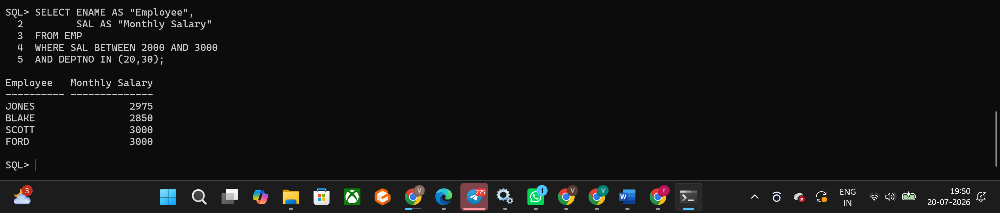 SQL> SELECT ENAME AS "Employee",
  2         SAL AS "Monthly Salary"
  3  FROM EMP
  4  WHERE SAL BETWEEN 2000 AND 3000
  5  AND DEPTNO IN (20,30);
Employee   Monthly Salary
---------- --------------
JONES                2975
BLAKE                2850
SCOTT                3000
FORD                 3000
SQL>
3
V
275
1
V
V
W
r
ENG
IN
19:50
20-07-2026